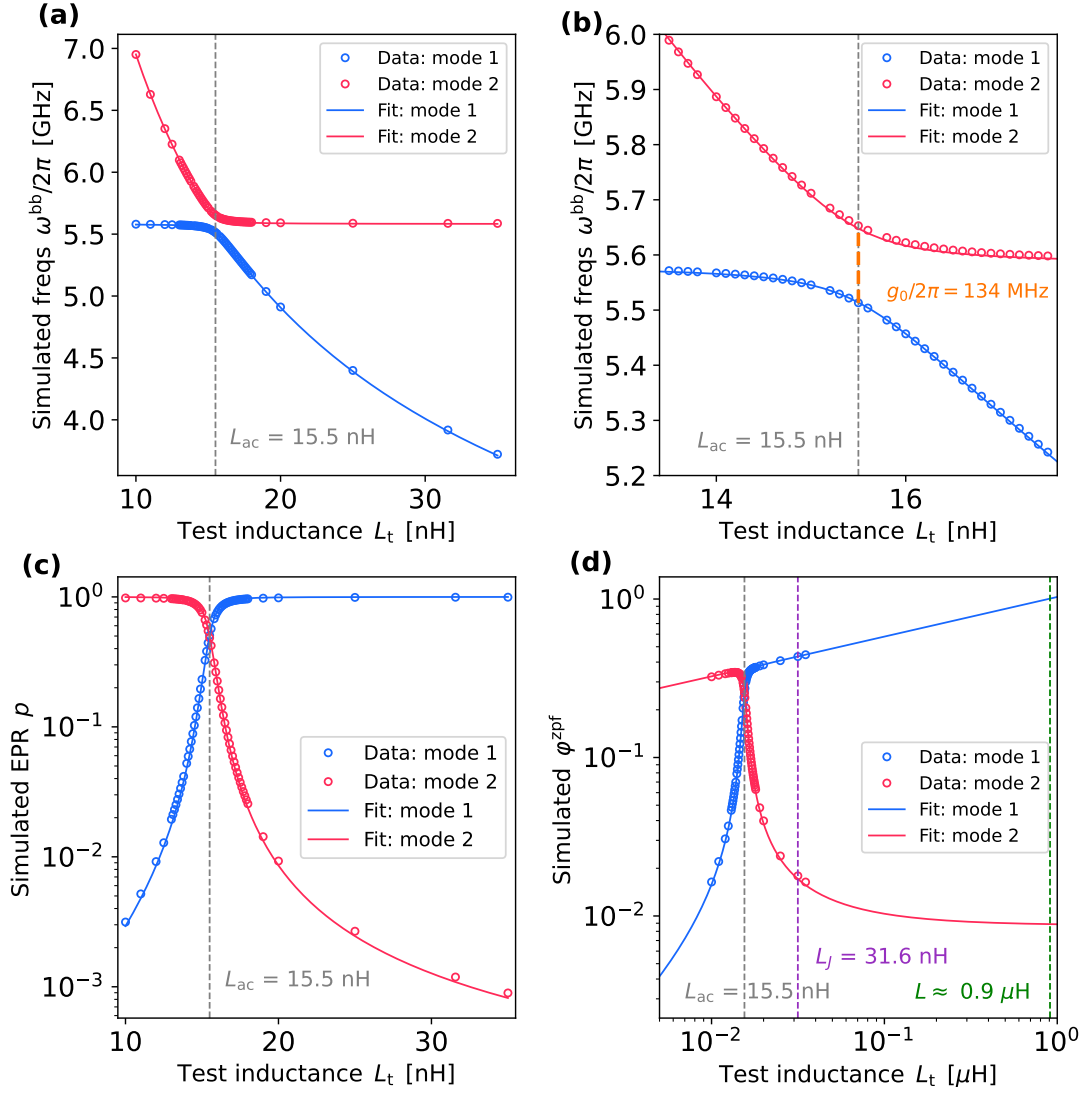 (a)
7.0
6.5
6.0
5.5
5.0
4.5
4.0
Simulated freqs ω^bb/2π [GHz]
Data: mode 1
Data: mode 2
Fit: mode 1
Fit: mode 2
L_ac = 15.5 nH
10 20 30
Test inductance L_t [nH]
(b)
6.0
5.9
5.8
5.7
5.6
5.5
5.4
5.3
5.2
Simulated freqs ω^bb/2π [GHz]
Data: mode 1
Data: mode 2
Fit: mode 1
Fit: mode 2
g_0/2π = 134 MHz
L_ac = 15.5 nH
14 16
Test inductance L_t [nH]
(c)
10^0
10^−1
10^−2
10^−3
Simulated EPR p
Data: mode 1
Data: mode 2
Fit: mode 1
Fit: mode 2
L_ac = 15.5 nH
10 20 30
Test inductance L_t [nH]
(d)
10^0
10^−1
10^−2
Simulated φ^zpf
Data: mode 1
Data: mode 2
Fit: mode 1
Fit: mode 2
L_J = 31.6 nH
L_ac = 15.5 nH
L ≈ 0.9 μH
10^−2 10^−1 10^0
Test inductance L_t [μH]